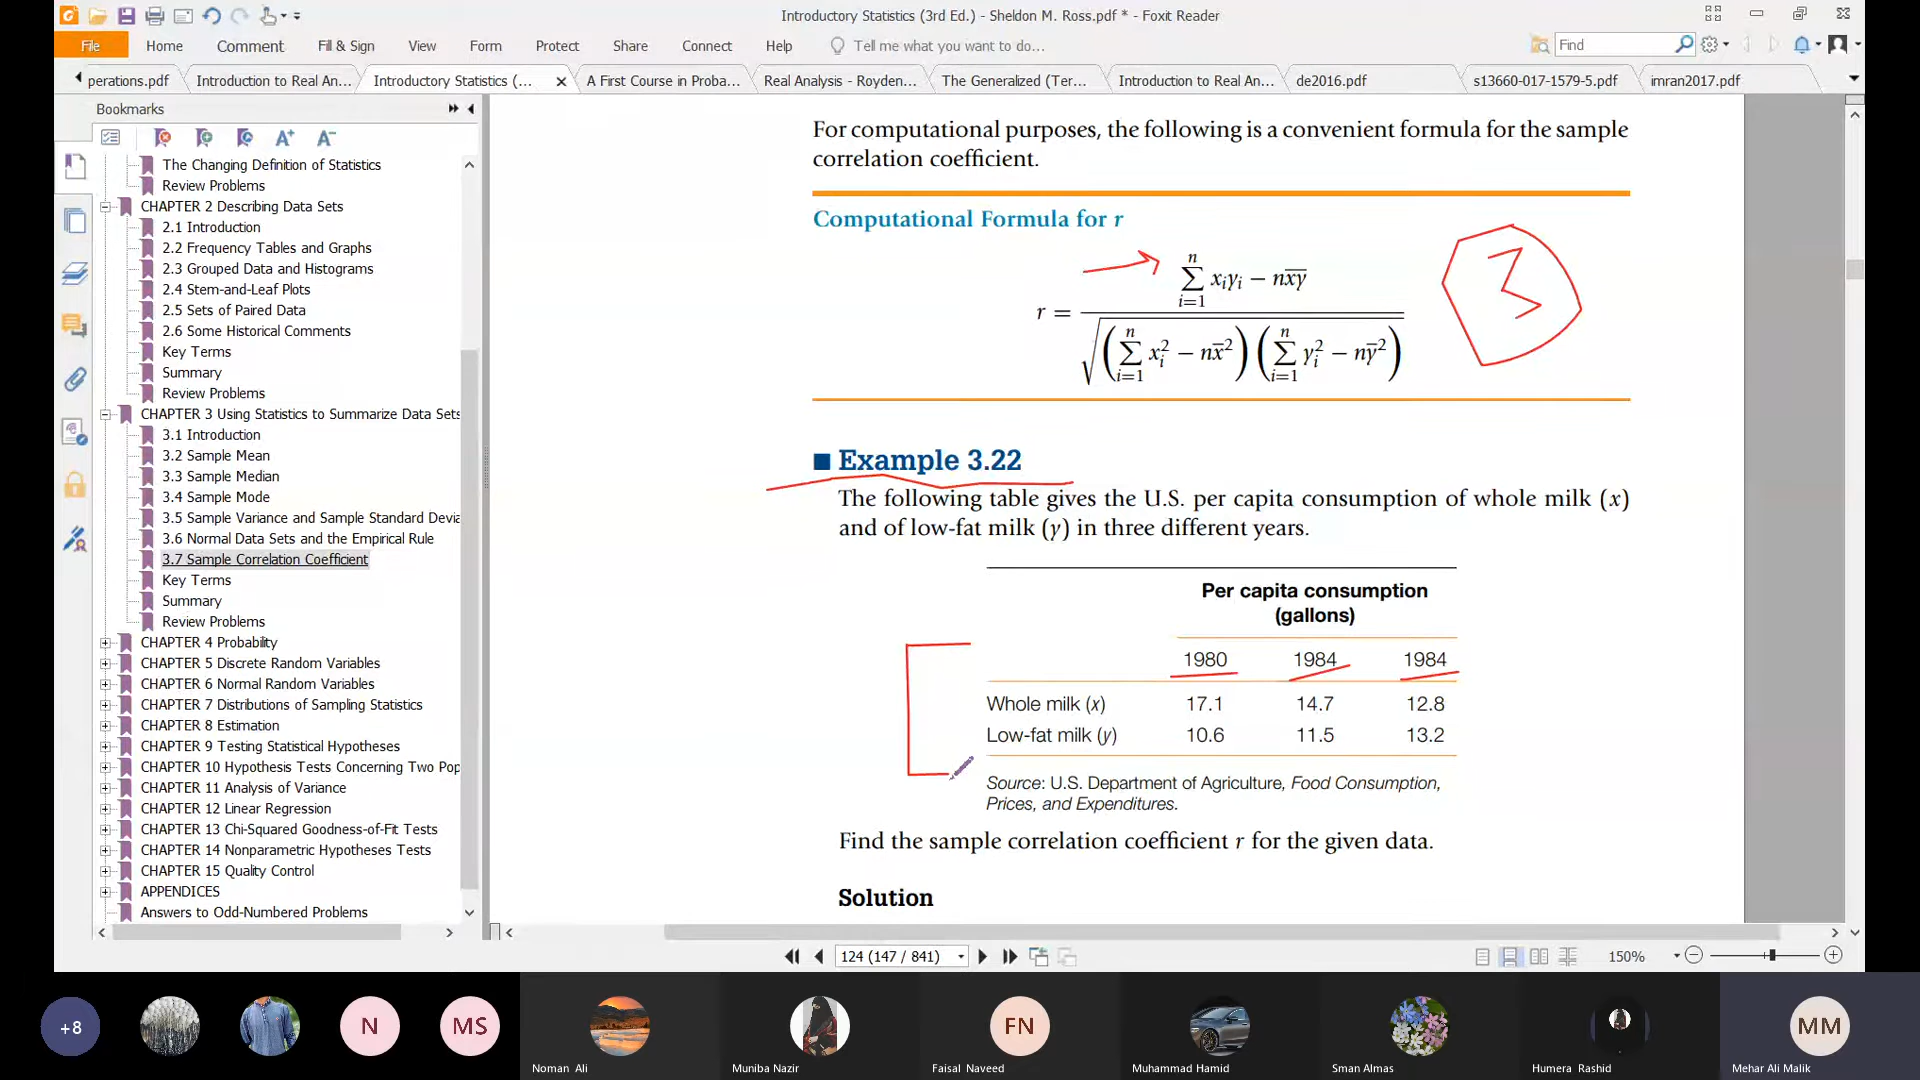 Introductory Statistics (3rd Ed.) - Sheldon M. Ross.pdf * - Foxit Reader
File Home Comment Fill & Sign View Form Protect Share Connect Help Tell me what you want to do... Find
perations.pdf Introduction to Real An... Introductory Statistics (... A First Course in Proba... Real Analysis - Royden... The Generalized (Ter... Introduction to Real An... de2016.pdf s13660-017-1579-5.pdf imran2017.pdf
Bookmarks
The Changing Definition of Statistics
Review Problems
CHAPTER 2 Describing Data Sets
2.1 Introduction
2.2 Frequency Tables and Graphs
2.3 Grouped Data and Histograms
2.4 Stem-and-Leaf Plots
2.5 Sets of Paired Data
2.6 Some Historical Comments
Key Terms
Summary
Review Problems
CHAPTER 3 Using Statistics to Summarize Data Sets
3.1 Introduction
3.2 Sample Mean
3.3 Sample Median
3.4 Sample Mode
3.5 Sample Variance and Sample Standard Devia
3.6 Normal Data Sets and the Empirical Rule
3.7 Sample Correlation Coefficient
Key Terms
Summary
Review Problems
CHAPTER 4 Probability
CHAPTER 5 Discrete Random Variables
CHAPTER 6 Normal Random Variables
CHAPTER 7 Distributions of Sampling Statistics
CHAPTER 8 Estimation
CHAPTER 9 Testing Statistical Hypotheses
CHAPTER 10 Hypothesis Tests Concerning Two Pop
CHAPTER 11 Analysis of Variance
CHAPTER 12 Linear Regression
CHAPTER 13 Chi-Squared Goodness-of-Fit Tests
CHAPTER 14 Nonparametric Hypotheses Tests
CHAPTER 15 Quality Control
APPENDICES
Answers to Odd-Numbered Problems
For computational purposes, the following is a convenient formula for the sample
correlation coefficient.
Computational Formula for r
r = (∑_{i=1}^{n} x_i y_i − n x̄ȳ) / √((∑_{i=1}^{n} x_i² − n x̄²)(∑_{i=1}^{n} y_i² − n ȳ²))
3
Example 3.22
The following table gives the U.S. per capita consumption of whole milk (x)
and of low-fat milk (y) in three different years.
Per capita consumption
(gallons)
1980 1984 1984
Whole milk (x) 17.1 14.7 12.8
Low-fat milk (y) 10.6 11.5 13.2
Source: U.S. Department of Agriculture, Food Consumption,
Prices, and Expenditures.
Find the sample correlation coefficient r for the given data.
Solution
124 (147 / 841) 150%
+8 N MS FN MM
Noman Ali Muniba Nazir Faisal Naveed Muhammad Hamid Sman Almas Humera Rashid Mehar Ali Malik